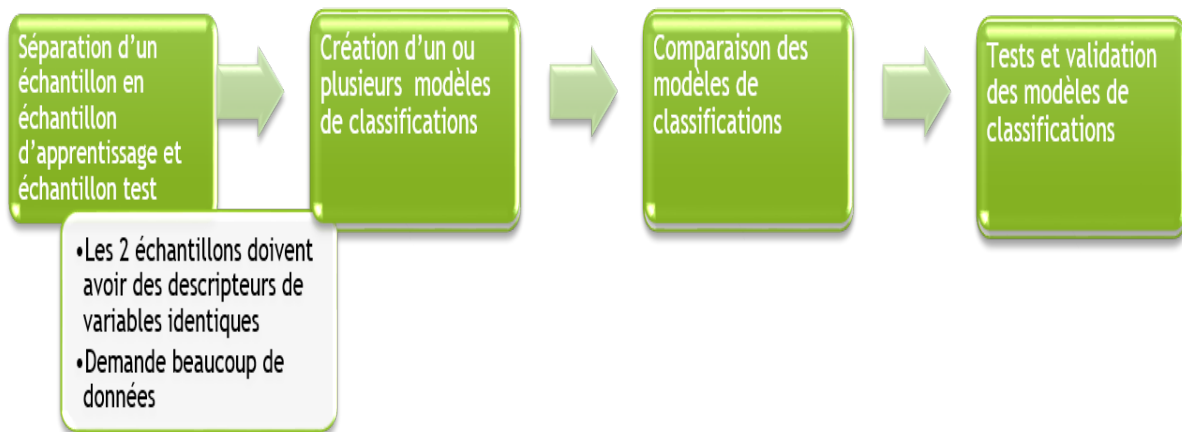 Séparation d’un
échantillon en
échantillon
d’apprentissage et
échantillon test
•Les 2 échantillons doivent
avoir des descripteurs de
variables identiques
•Demande beaucoup de
données
Création d’un ou
plusieurs modèles
de classifications
Comparaison des
modèles de
classifications
Tests et validation
des modèles de
classifications